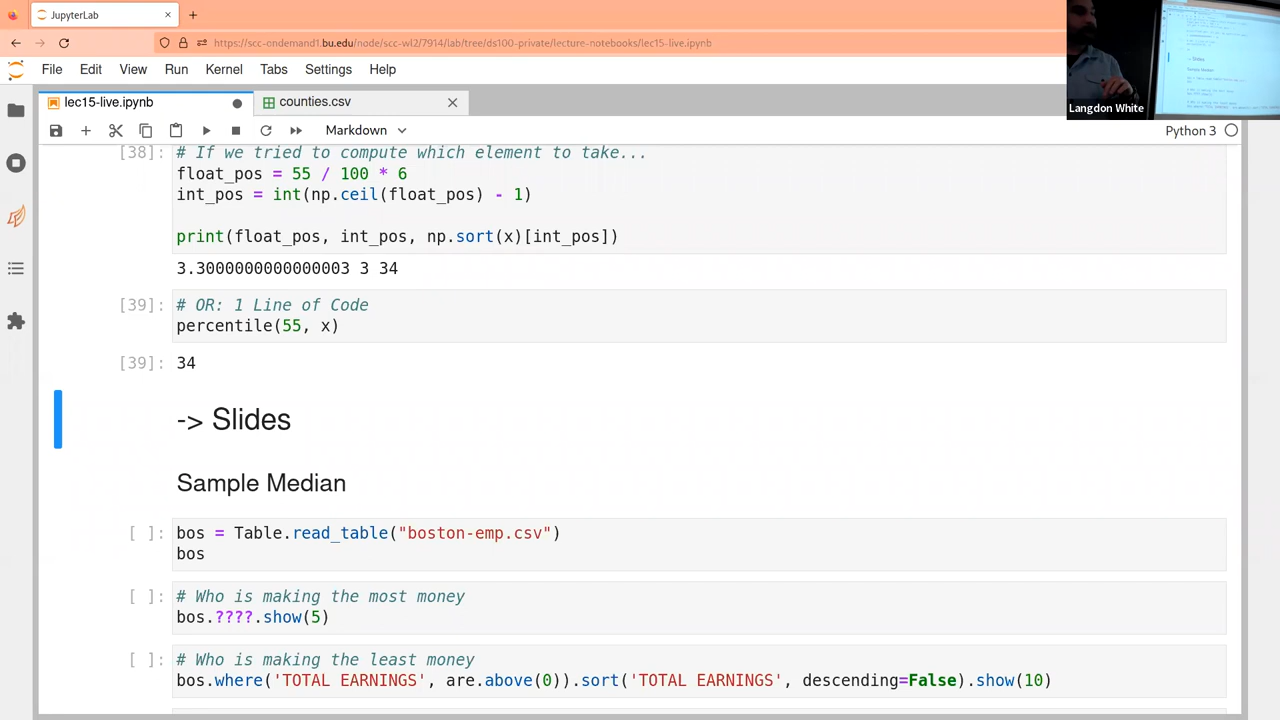 JupyterLab
https://scc-ondemand1.bu.edu/node/scc-wl2/7914/lab/tree/ds100-private/lecture-notebooks/lec15-live.ipynb
File Edit View Run Kernel Tabs Settings Help
Langdon White
lec15-live.ipynb counties.csv
Markdown Python 3
[38]: # If we tried to compute which element to take...
float_pos = 55 / 100 * 6
int_pos = int(np.ceil(float_pos) - 1)
print(float_pos, int_pos, np.sort(x)[int_pos])
3.3000000000000003 3 34
[39]: # OR: 1 Line of Code
percentile(55, x)
[39]: 34
-> Slides
Sample Median
[ ]: bos = Table.read_table("boston-emp.csv")
bos
[ ]: # Who is making the most money
bos.????.show(5)
[ ]: # Who is making the least money
bos.where('TOTAL EARNINGS', are.above(0)).sort('TOTAL EARNINGS', descending=False).show(10)